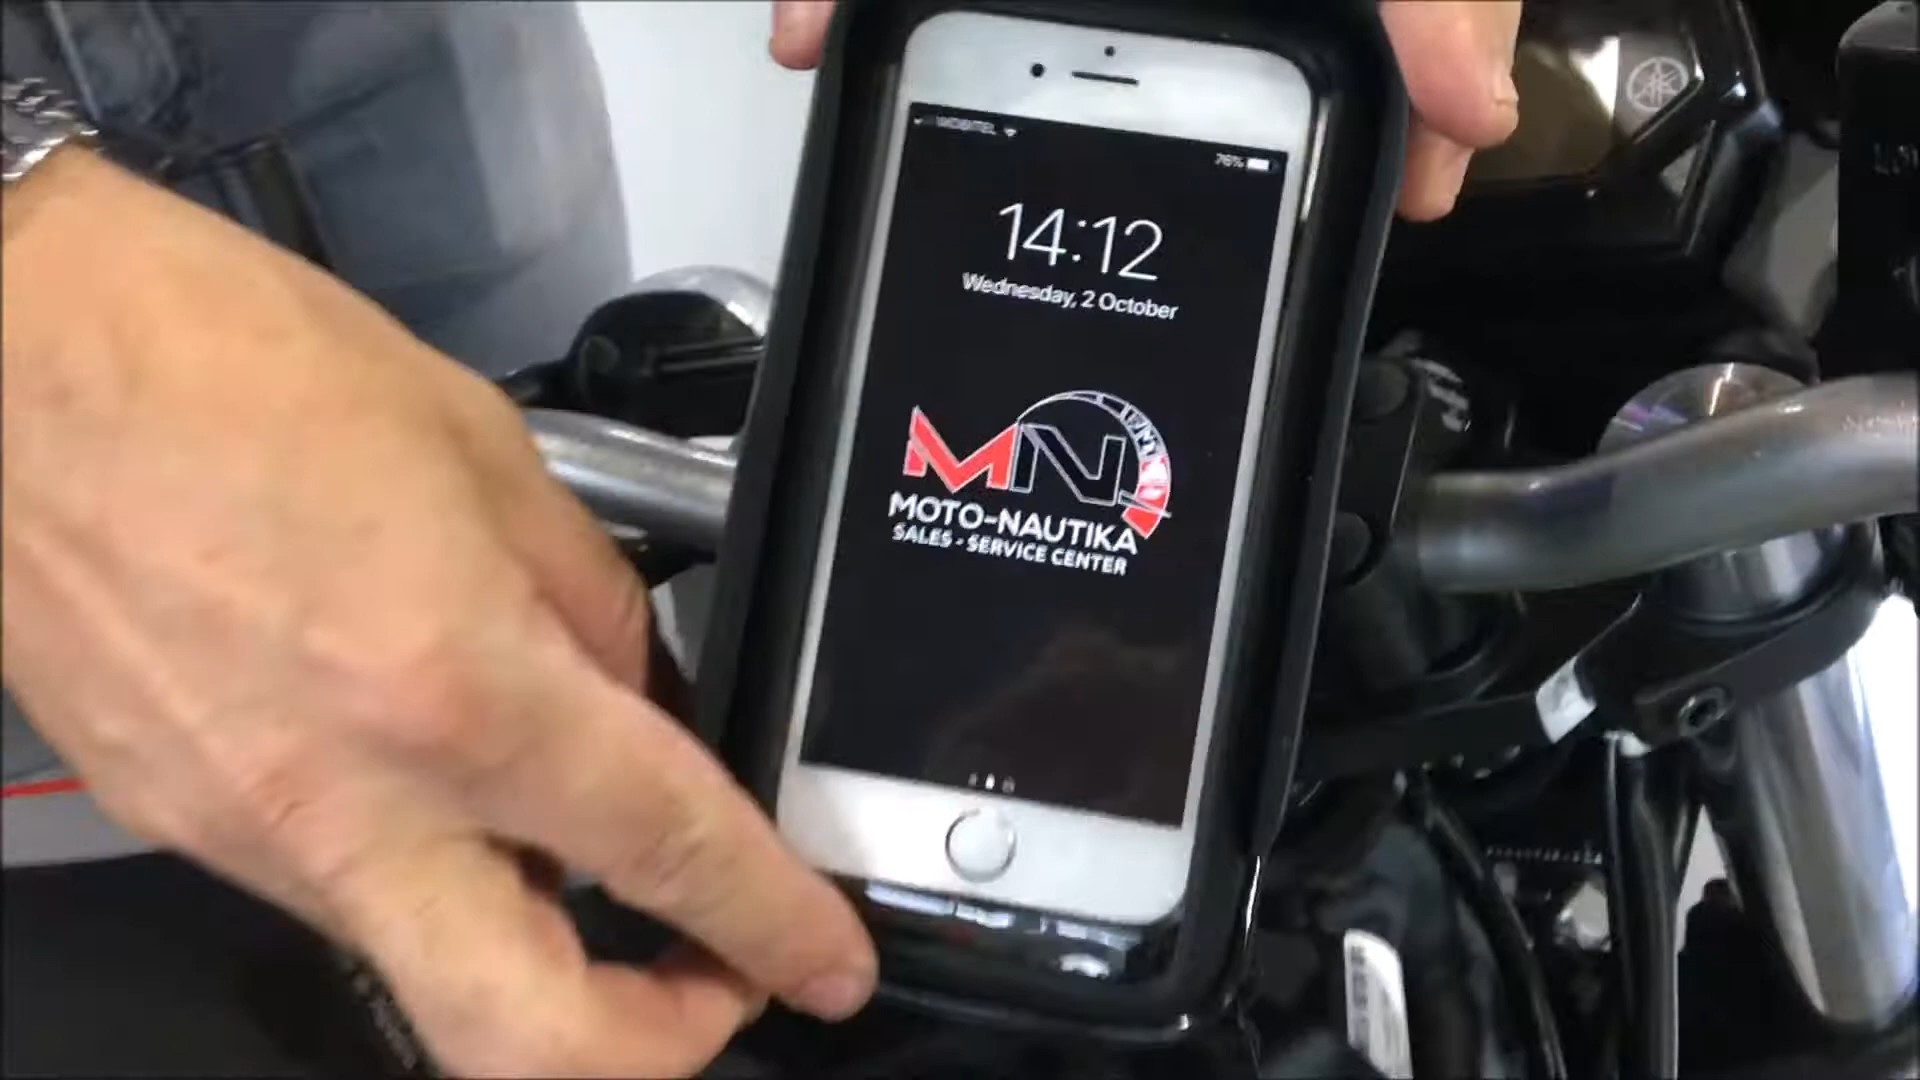 MOBITEL
76%
14:12
Wednesday, 2 October
MN
MOTO-NAUTIKA
SALES - SERVICE CENTER